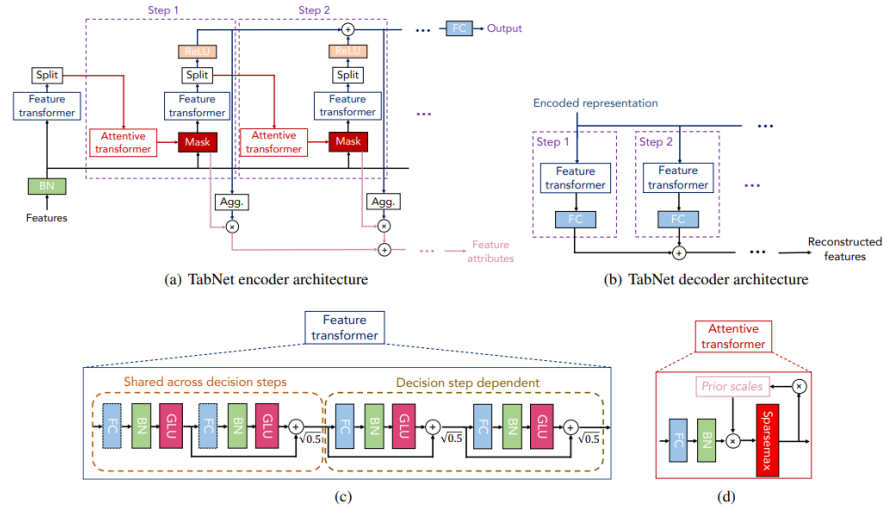 Step 1
Step 2
ReLU
ReLU
...
FC
Output
Split
Split
Split
Feature
transformer
Feature
transformer
Feature
transformer
...
Attentive
transformer
Mask
Attentive
transformer
Mask
BN
Features
Agg.
Agg.
...
Feature
attributes
(a) TabNet encoder architecture
Encoded representation
...
Step 1
Step 2
Feature
transformer
Feature
transformer
...
FC
FC
...
Reconstructed
features
(b) TabNet decoder architecture
Feature
transformer
Shared across decision steps
Decision step dependent
FC
BN
GLU
FC
BN
GLU
+
√0.5
FC
BN
GLU
+
√0.5
FC
BN
GLU
+
√0.5
(c)
Attentive
transformer
Prior scales
FC
BN
Sparsemax
(d)